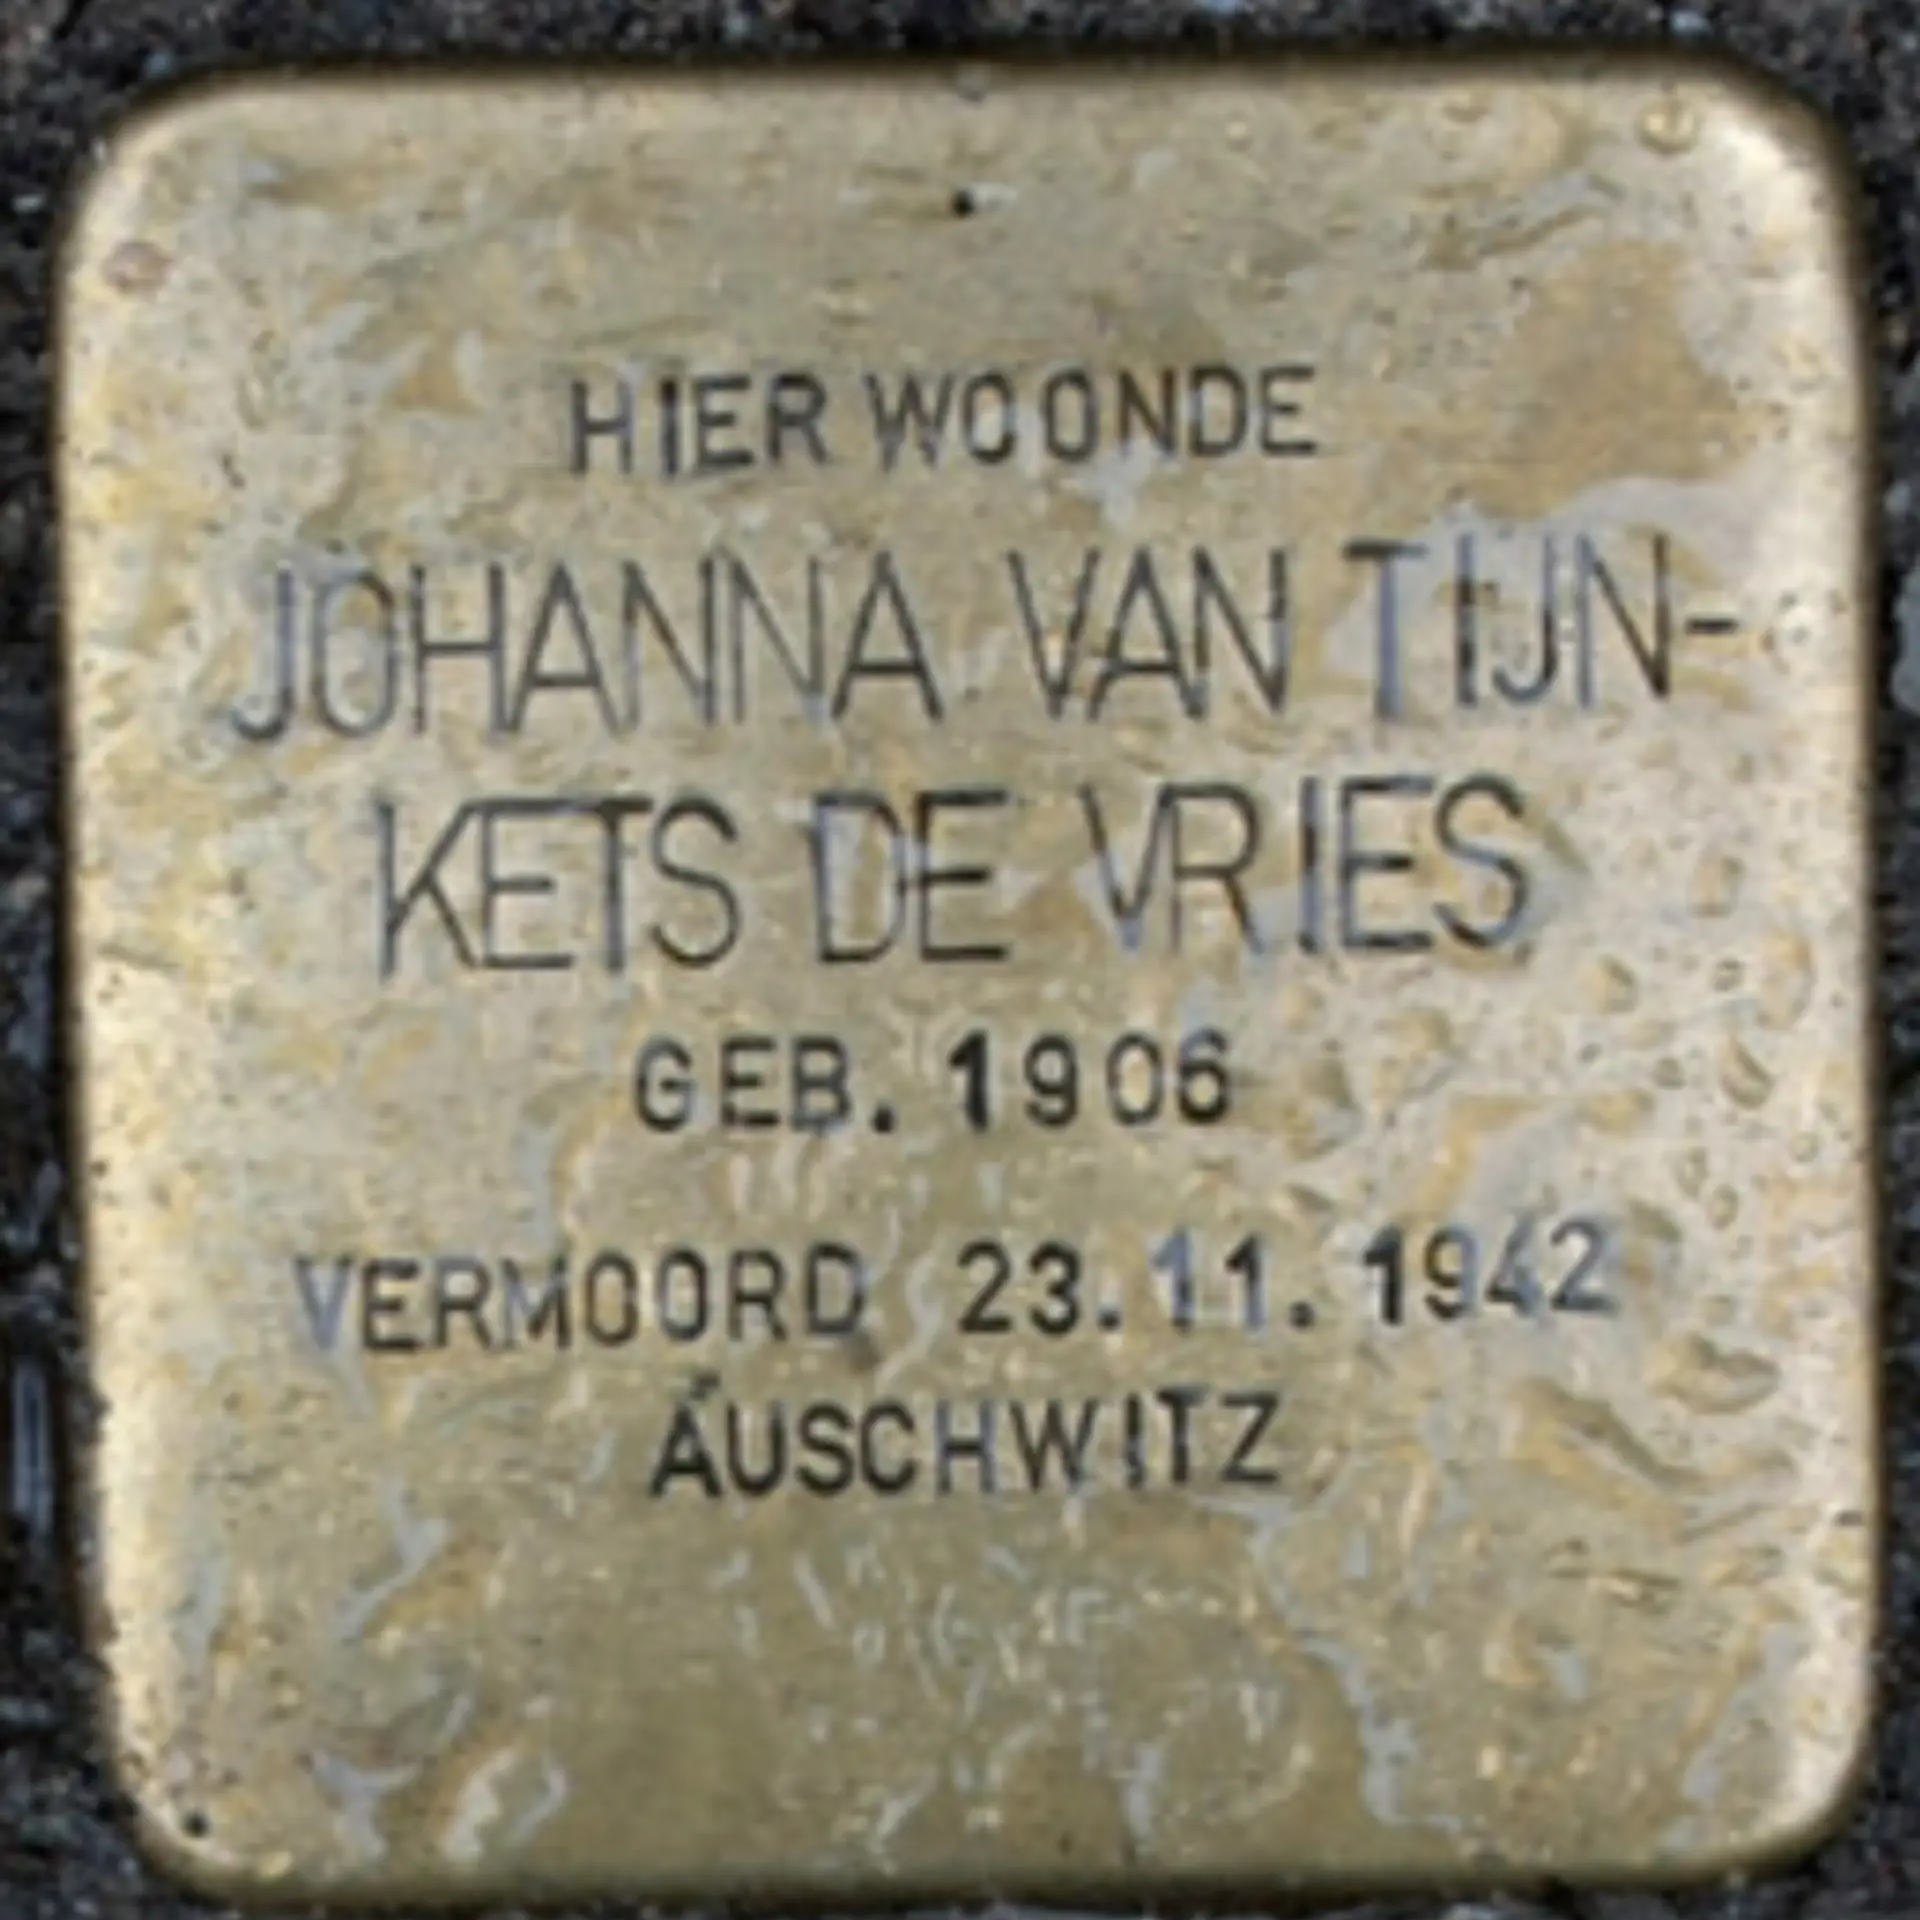 HIER WOONDE
JOHANNA VAN TIJN-
KETS DE VRIES
GEB. 1906
VERMOORD 23.11.1942
AUSCHWITZ